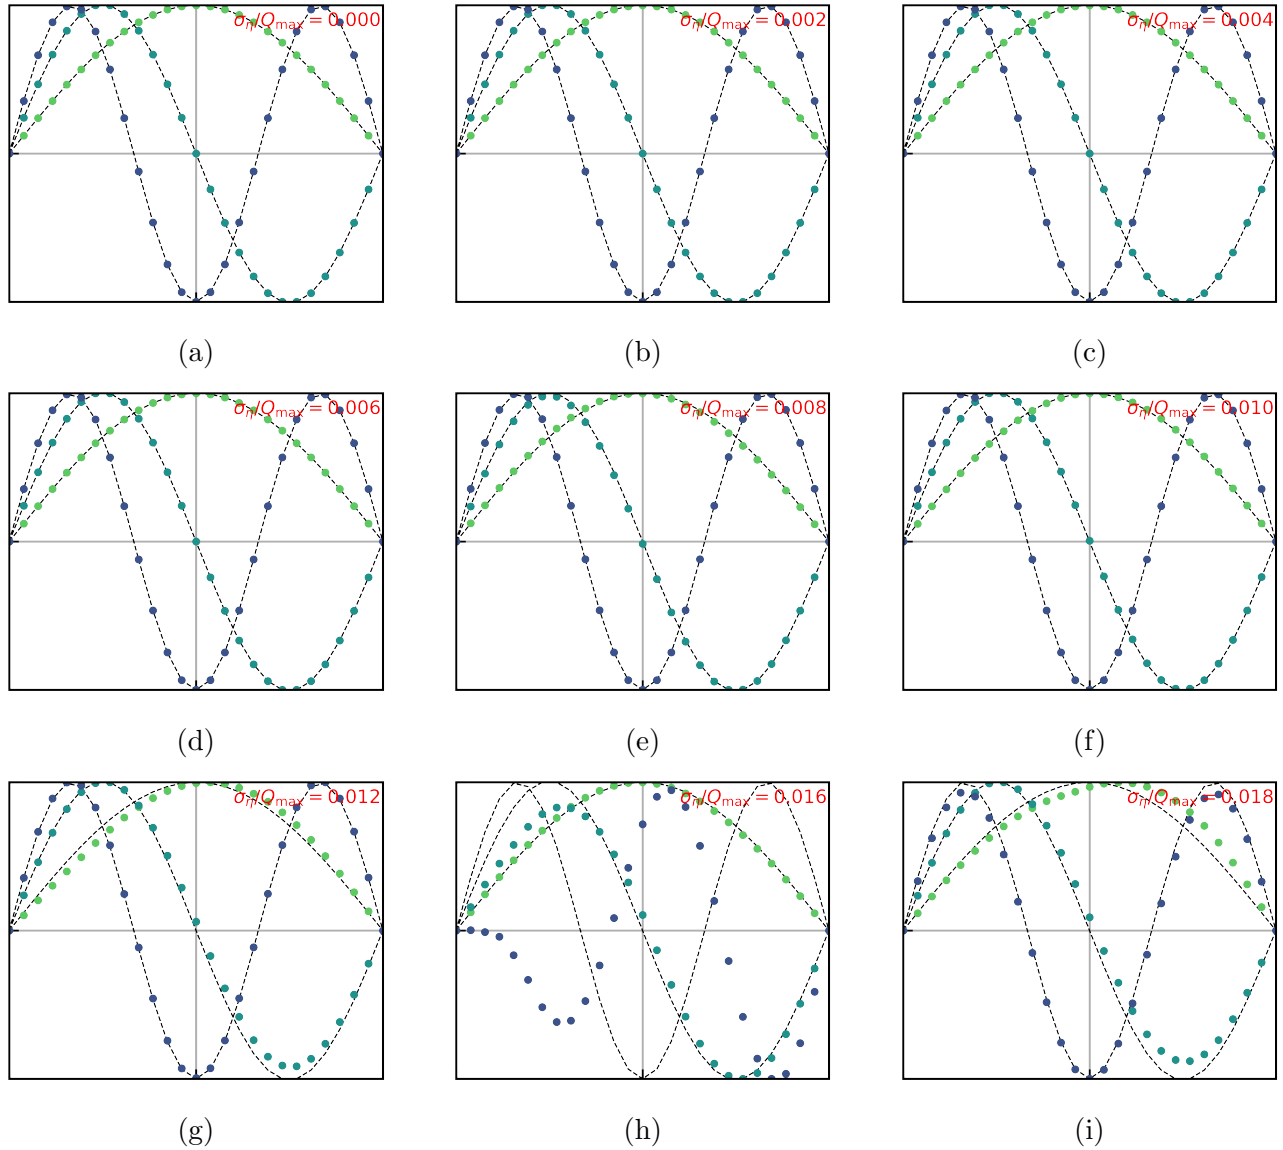 σ_η/Q_max = 0.000
σ_η/Q_max = 0.002
σ_η/Q_max = 0.004
(a)
(b)
(c)
σ_η/Q_max = 0.006
σ_η/Q_max = 0.008
σ_η/Q_max = 0.010
(d)
(e)
(f)
σ_η/Q_max = 0.012
σ_η/Q_max = 0.016
σ_η/Q_max = 0.018
(g)
(h)
(i)